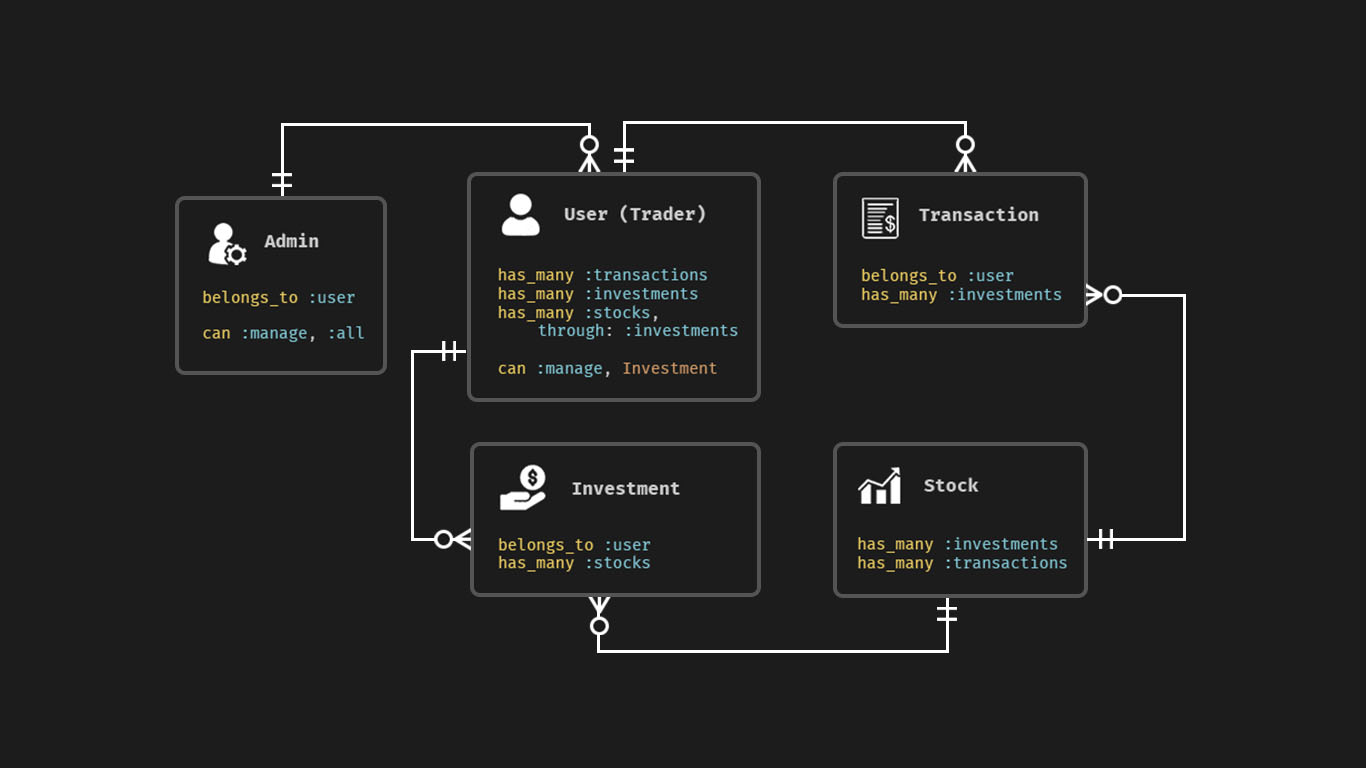 Admin
belongs_to :user
can :manage, :all
User (Trader)
has_many :transactions
has_many :investments
has_many :stocks,
through: :investments
can :manage, Investment
Transaction
belongs_to :user
has_many :investments
Investment
belongs_to :user
has_many :stocks
Stock
has_many :investments
has_many :transactions